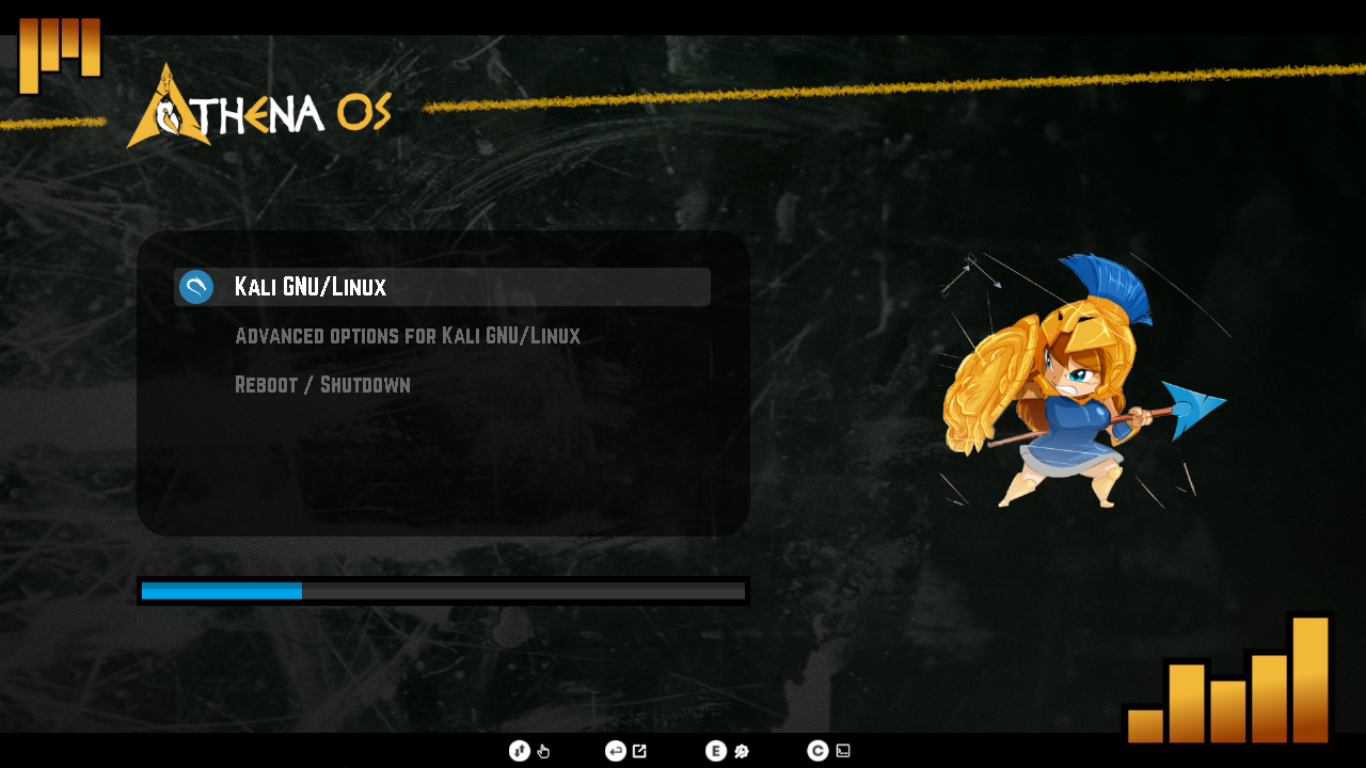 ATHENA OS
KALI GNU/LINUX
ADVANCED OPTIONS FOR KALI GNU/LINUX
REBOOT / SHUTDOWN
E
C